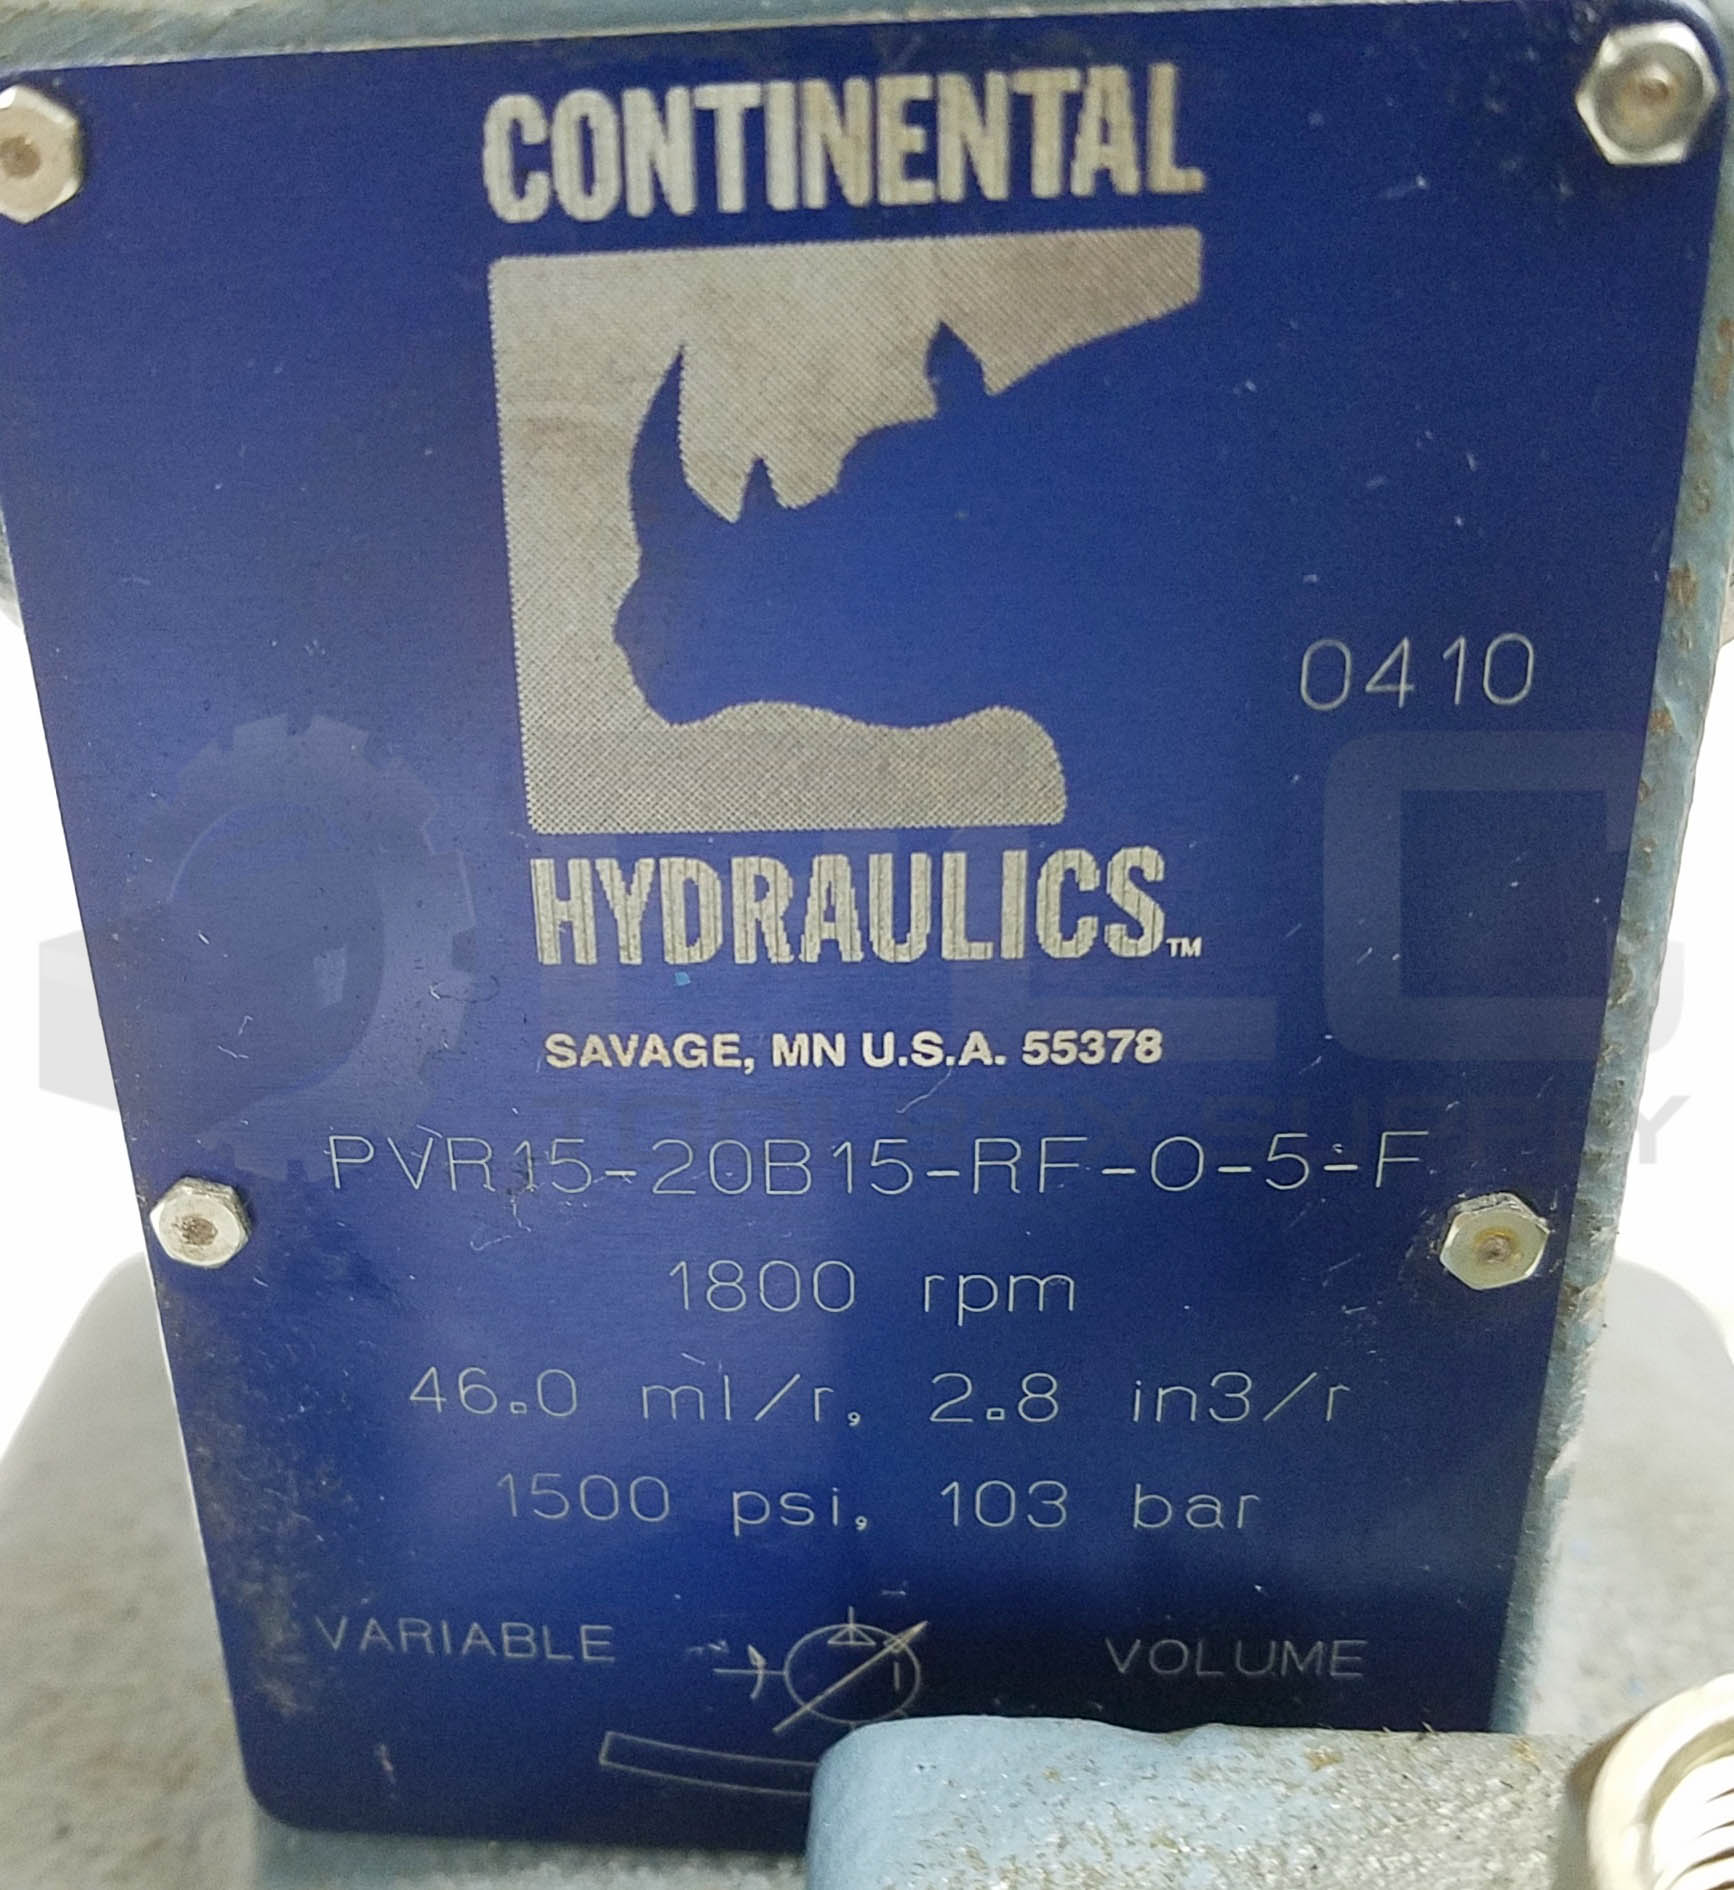 CONTINENTAL
0410
HYDRAULICS™
SAVAGE, MN U.S.A. 55378
PVR15-20B15-RF-O-5-F
1800 rpm
46.0 ml/r, 2.8 in3/r
1500 psi, 103 bar
VARIABLE VOLUME